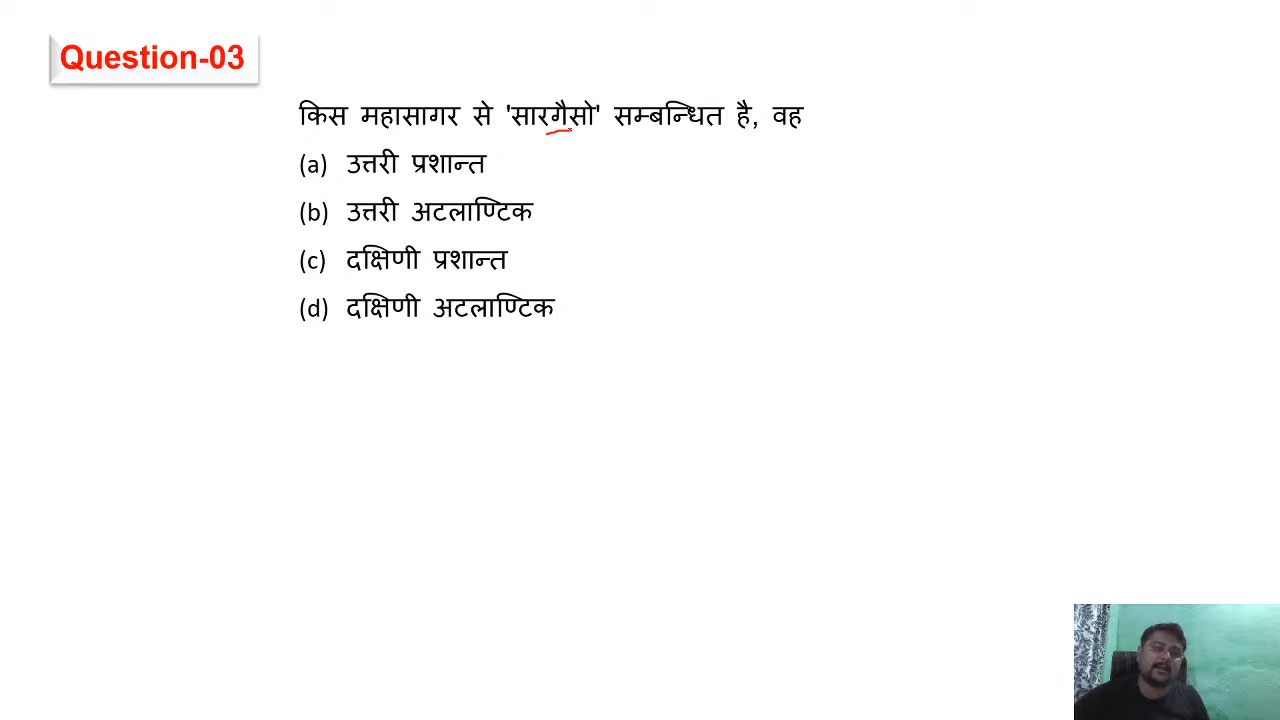 Question-03
किस महासागर से 'सारगैसो' सम्बन्धित है, वह
(a) उत्तरी प्रशान्त
(b) उत्तरी अटलाण्टिक
(c) दक्षिणी प्रशान्त
(d) दक्षिणी अटलाण्टिक